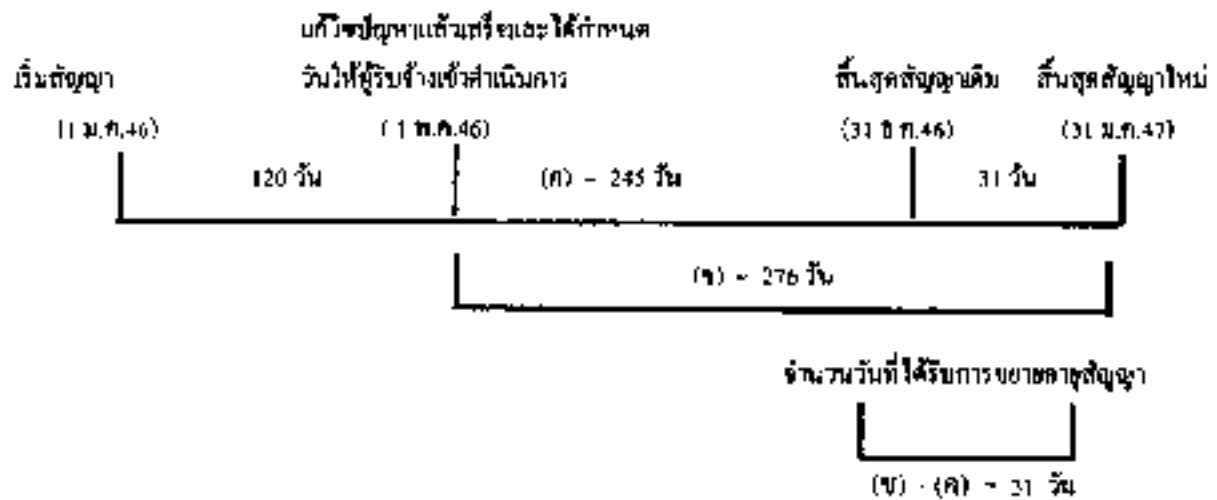 แก้ไขปัญหาแล้วเสร็จและได้กำหนด
เริ่มสัญญา วันให้ผู้รับจ้างเข้าดำเนินการ สิ้นสุดสัญญาเดิม สิ้นสุดสัญญาใหม่
(1 ม.ค.46) (1 พ.ค.46) (31 ธ.ค.46) (31 ม.ค.47)
120 วัน (ค) = 245 วัน 31 วัน
(ข) = 276 วัน
จำนวนวันที่ได้รับการขยายอายุสัญญา
(ข) - (ค) = 31 วัน